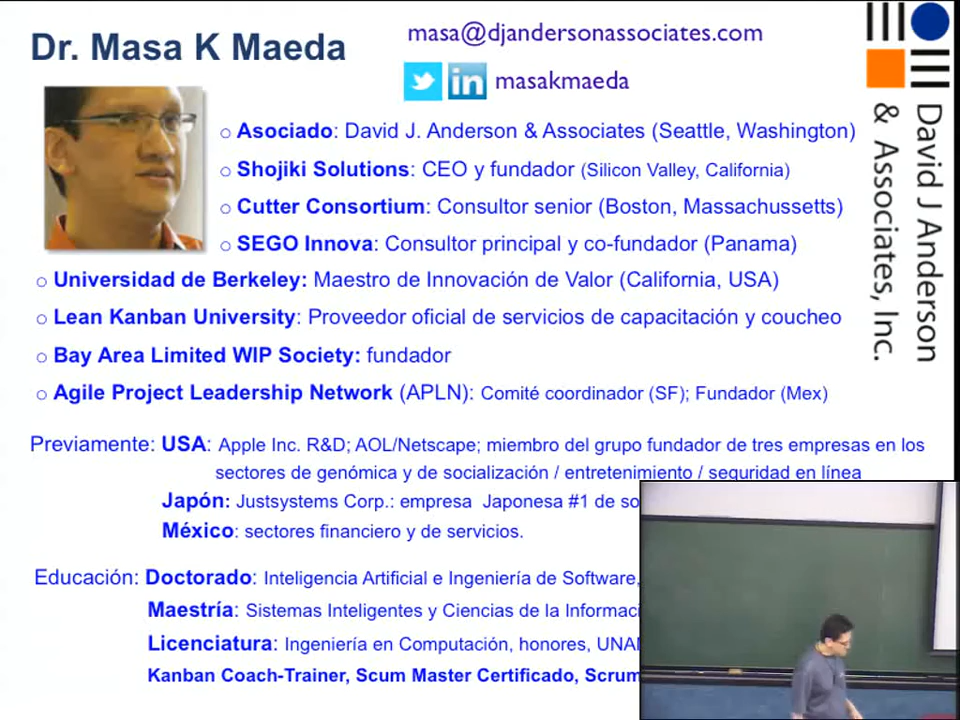 Dr. Masa K Maeda
masa@djandersonassociates.com
in masakmaeda
Asociado: David J. Anderson & Associates (Seattle, Washington)
Shojiki Solutions: CEO y fundador (Silicon Valley, California)
Cutter Consortium: Consultor senior (Boston, Massachussetts)
SEGO Innova: Consultor principal y co-fundador (Panama)
Universidad de Berkeley: Maestro de Innovación de Valor (California, USA)
Lean Kanban University: Proveedor oficial de servicios de capacitación y coucheo
Bay Area Limited WIP Society: fundador
Agile Project Leadership Network (APLN): Comité coordinador (SF); Fundador (Mex)
Previamente: USA: Apple Inc. R&D; AOL/Netscape; miembro del grupo fundador de tres empresas en los
sectores de genómica y de socialización / entretenimiento / seguridad en línea
Japón: Justsystems Corp.: empresa Japonesa #1 de so
México: sectores financiero y de servicios.
Educación: Doctorado: Inteligencia Artificial e Ingeniería de Software,
Maestría: Sistemas Inteligentes y Ciencias de la Informaci
Licenciatura: Ingeniería en Computación, honores, UNA
Kanban Coach-Trainer, Scum Master Certificado, Scrum
David J Anderson
& Associates, Inc.